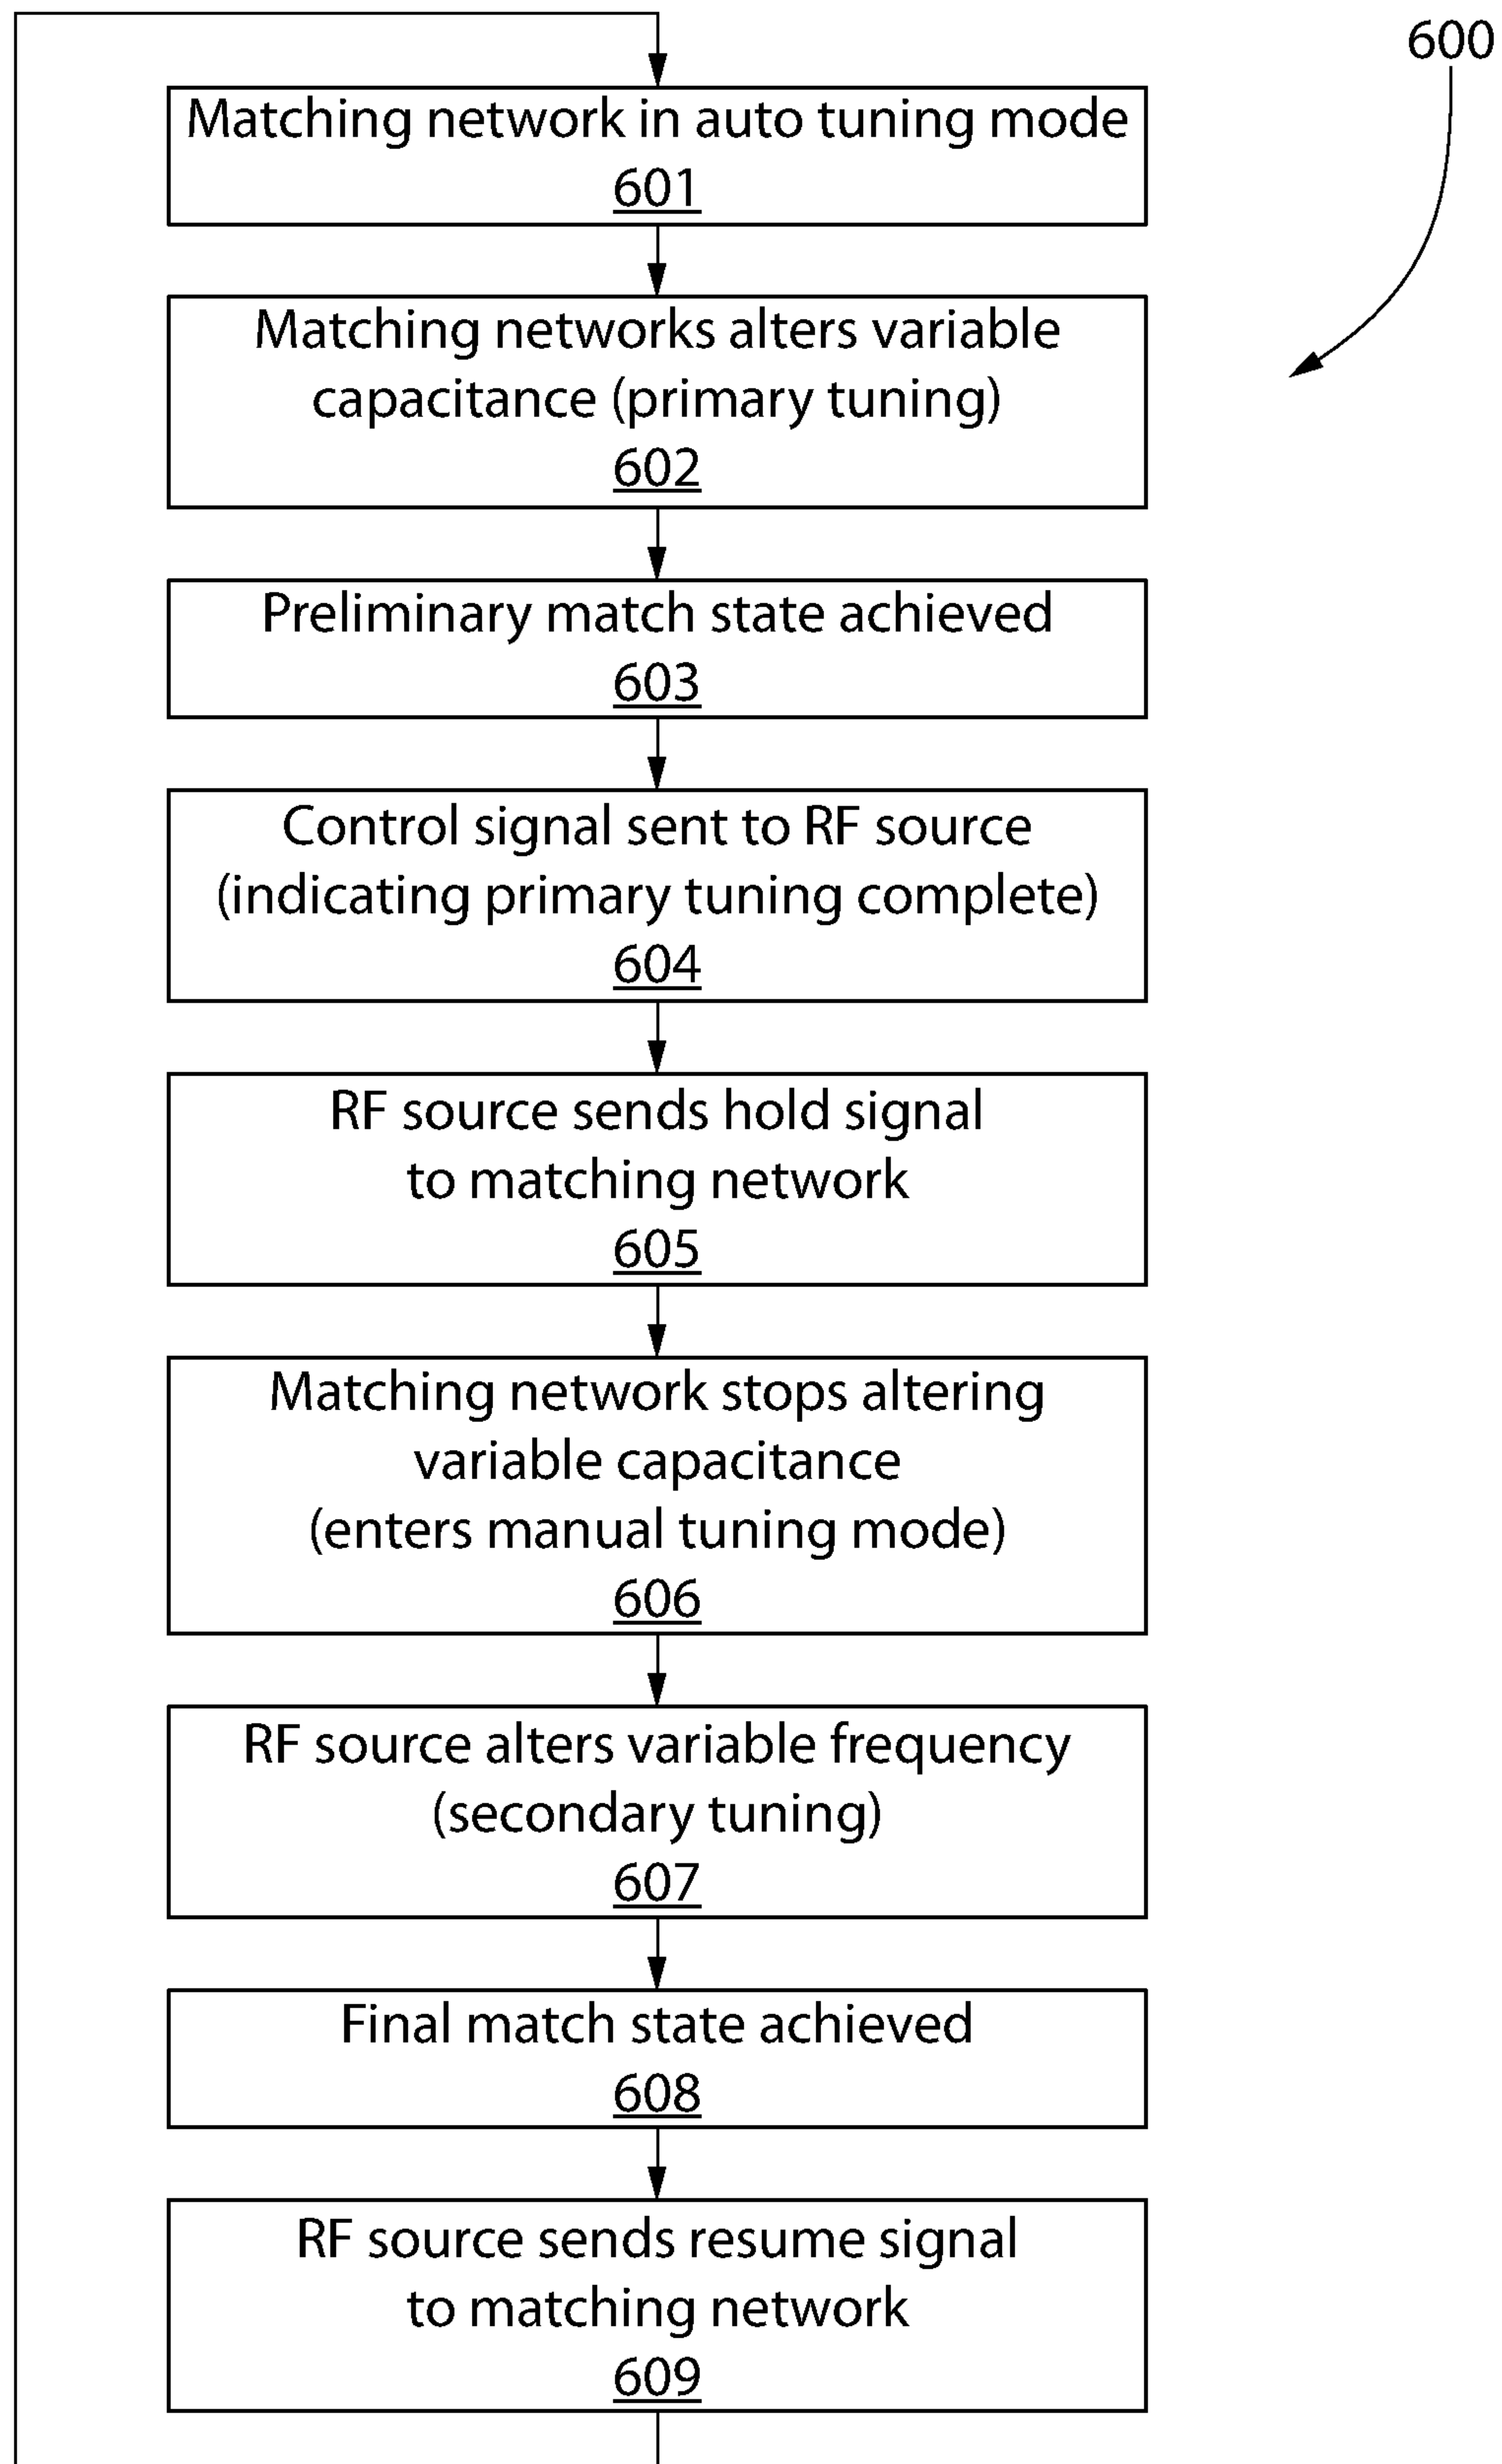 600
Matching network in auto tuning mode
601
Matching networks alters variable
capacitance (primary tuning)
602
Preliminary match state achieved
603
Control signal sent to RF source
(indicating primary tuning complete)
604
RF source sends hold signal
to matching network
605
Matching network stops altering
variable capacitance
(enters manual tuning mode)
606
RF source alters variable frequency
(secondary tuning)
607
Final match state achieved
608
RF source sends resume signal
to matching network
609